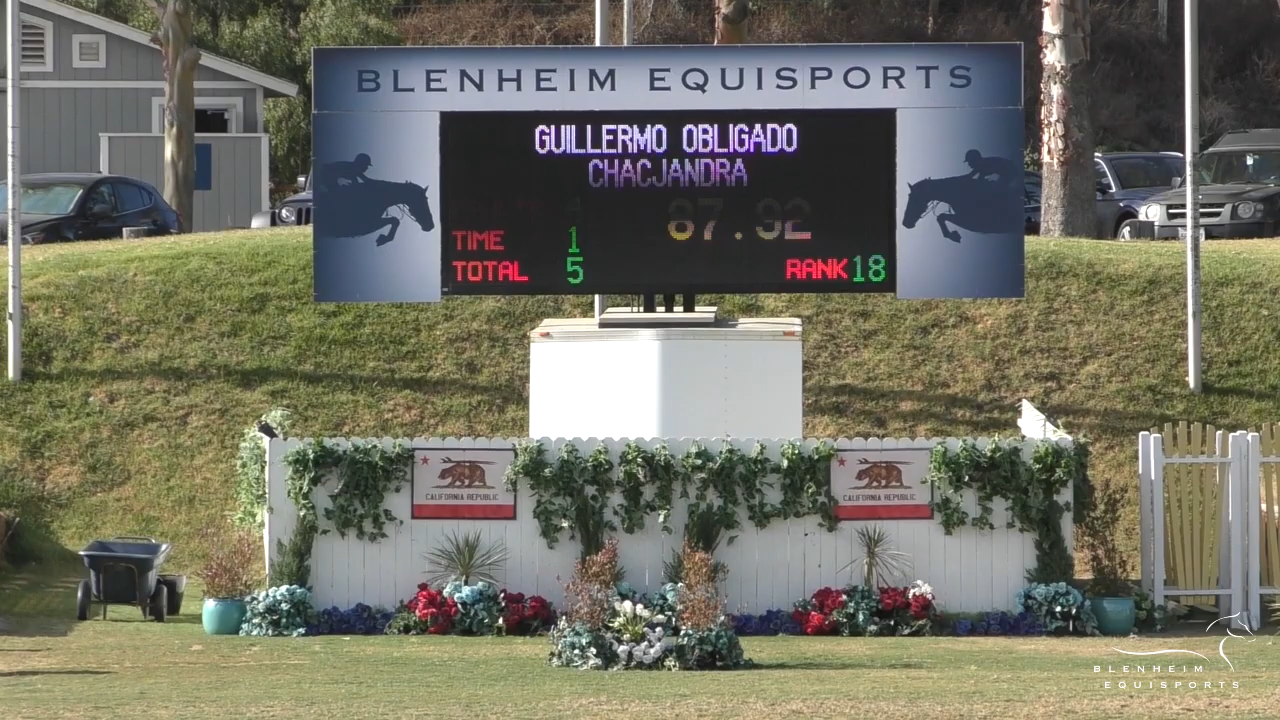 BLENHEIM EQUISPORTS
GUILLERMO OBLIGADO
CHACJANDRA
87.92
TIME 1
TOTAL 5 RANK 18
CALIFORNIA REPUBLIC CALIFORNIA REPUBLIC
BLENHEIM
EQUISPORTS